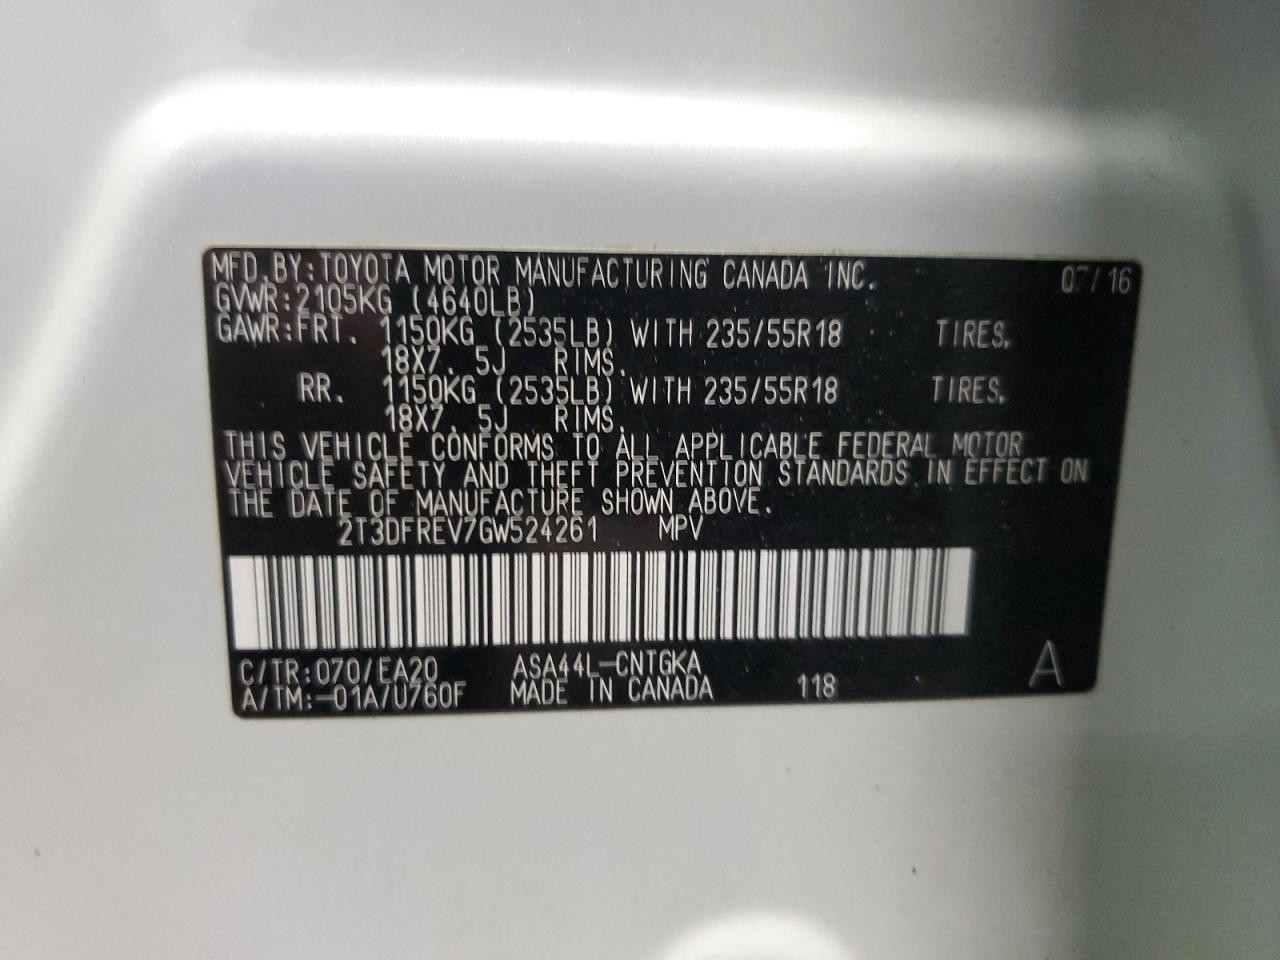 MFD.BY:TOYOTA MOTOR MANUFACTURING CANADA INC. 07/16
GVWR:2105KG (4640LB)
GAWR:FRT. 1150KG (2535LB) WITH 235/55R18 TIRES,
18X7. 5J RIMS.
RR. 1150KG (2535LB) WITH 235/55R18 TIRES,
18X7. 5J RIMS.
THIS VEHICLE CONFORMS TO ALL APPLICABLE FEDERAL MOTOR
VEHICLE SAFETY AND THEFT PREVENTION STANDARDS IN EFFECT ON
THE DATE OF MANUFACTURE SHOWN ABOVE.
2T3DFREV7GW524261 MPV
C/TR:070/EA20 ASA44L-CNTGKA A
A/TM:-01A/U760F MADE IN CANADA 118